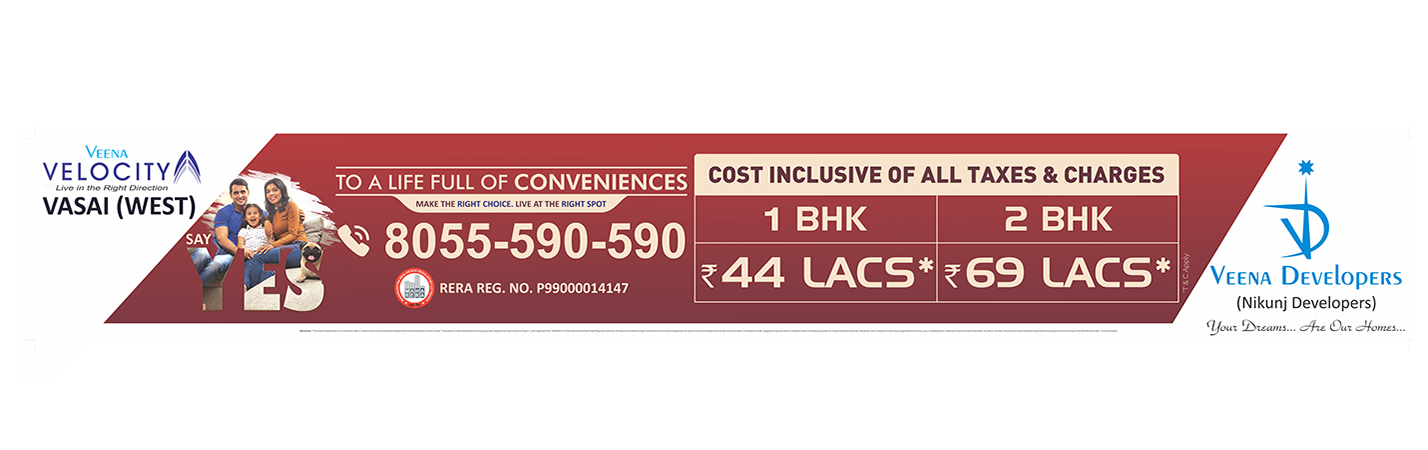 VEENA
VELOCITY
Live in the Right Direction
VASAI (WEST)
SAY
YES
TO A LIFE FULL OF CONVENIENCES
MAKE THE RIGHT CHOICE. LIVE AT THE RIGHT SPOT
8055-590-590
RERA REG. NO. P99000014147
COST INCLUSIVE OF ALL TAXES & CHARGES
1 BHK
2 BHK
₹44 LACS*
₹69 LACS*
*T & C Apply
VEENA DEVELOPERS
(Nikunj Developers)
Your Dreams... Are Our Homes...